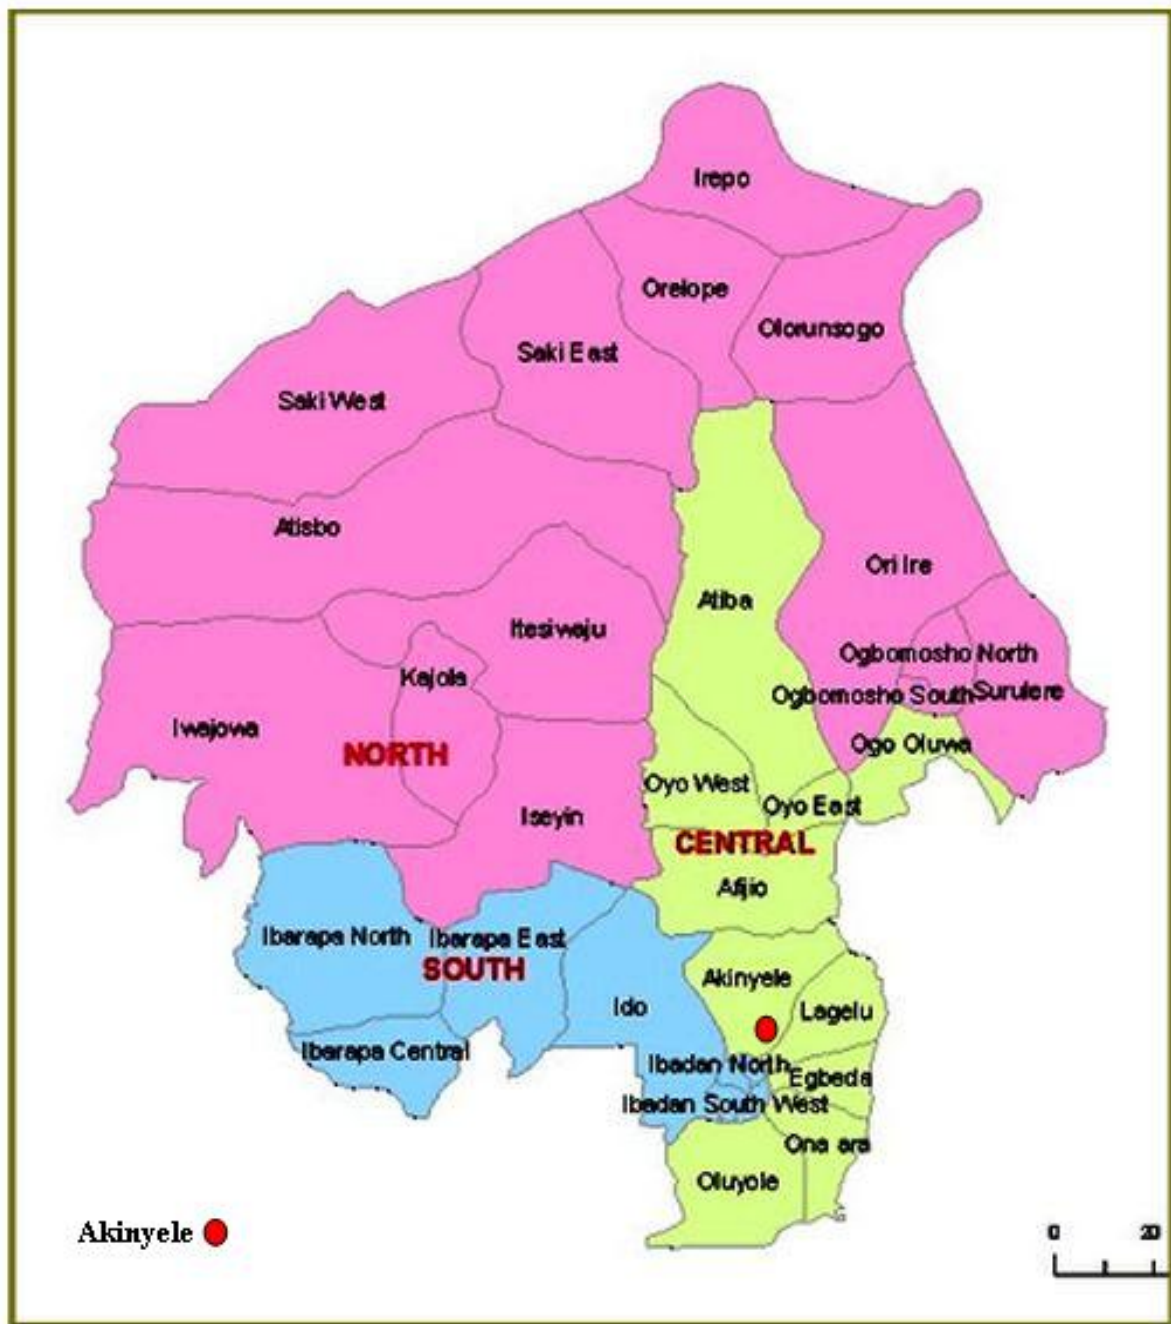 Irepo
Orelope
Olorunsogo
Saki East
Saki West
Atisbo
Ori Ire
Atiba
Itesiwaju
Ogbomosho North
Kajola
Ogbomosho South
Surulere
Iwajowa
NORTH
Ogo Oluwa
Oyo West
Oyo East
Iseyin
CENTRAL
Afijio
Ibarapa North
Ibarapa East
SOUTH
Akinyele
Ido
Lagelu
Ibarapa Central
Ibadan North
Egbeda
Ibadan South West
Ona ara
Oluyole
Akinyele
0 20